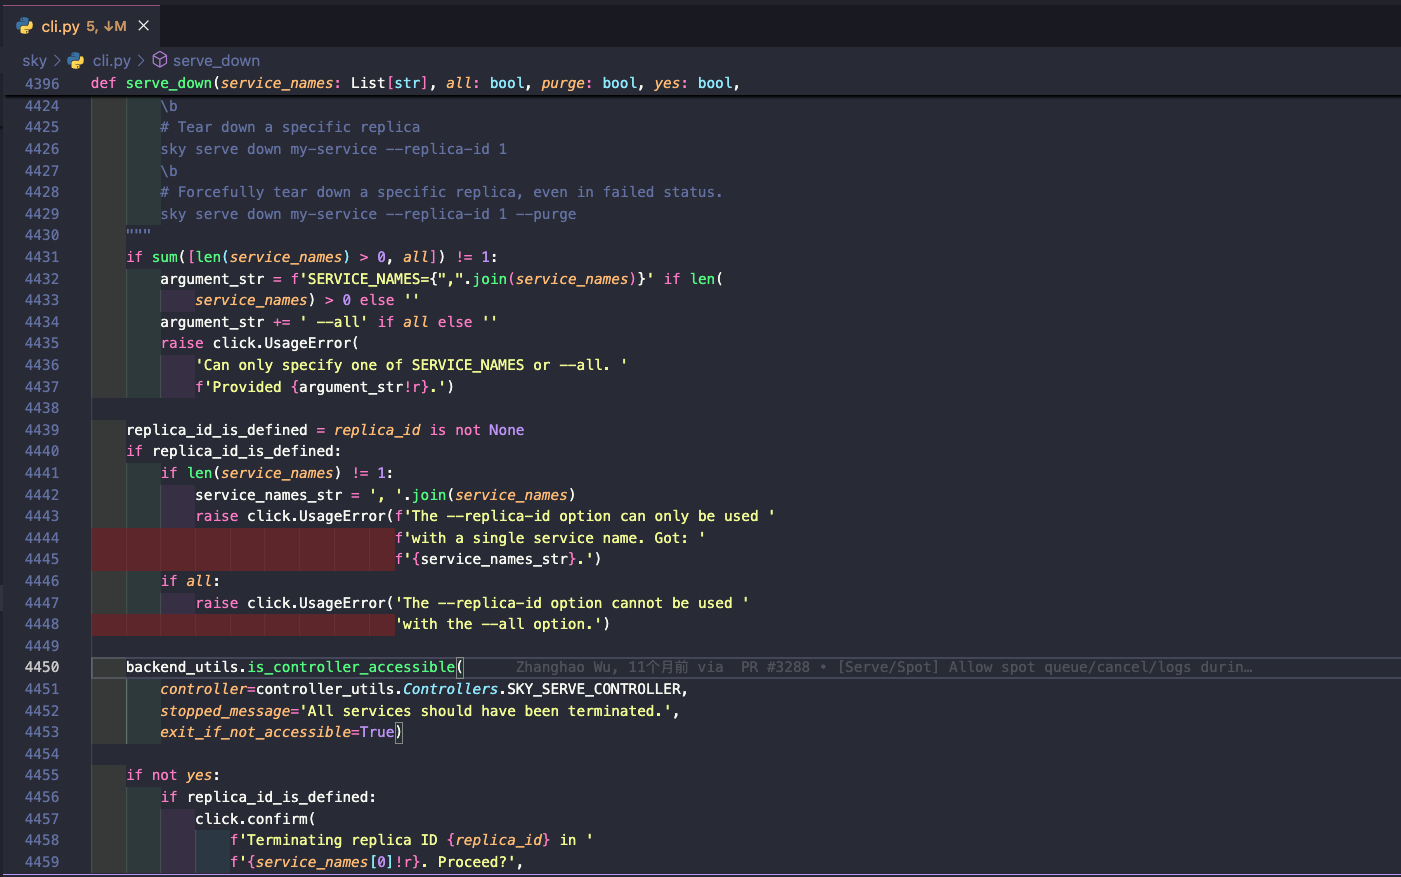 cli.py 5, ↓M ×
sky > cli.py > serve_down
4396 def serve_down(service_names: List[str], all: bool, purge: bool, yes: bool,
4424 \b
4425 # Tear down a specific replica
4426 sky serve down my-service --replica-id 1
4427 \b
4428 # Forcefully tear down a specific replica, even in failed status.
4429 sky serve down my-service --replica-id 1 --purge
4430 """
4431 if sum([len(service_names) > 0, all]) != 1:
4432 argument_str = f'SERVICE_NAMES={",".join(service_names)}' if len(
4433 service_names) > 0 else ''
4434 argument_str += ' --all' if all else ''
4435 raise click.UsageError(
4436 'Can only specify one of SERVICE_NAMES or --all. '
4437 f'Provided {argument_str!r}.')
4438
4439 replica_id_is_defined = replica_id is not None
4440 if replica_id_is_defined:
4441 if len(service_names) != 1:
4442 service_names_str = ', '.join(service_names)
4443 raise click.UsageError(f'The --replica-id option can only be used '
4444 f'with a single service name. Got: '
4445 f'{service_names_str}.')
4446 if all:
4447 raise click.UsageError('The --replica-id option cannot be used '
4448 'with the --all option.')
4449
4450 backend_utils.is_controller_accessible( Zhanghao Wu, 11个月前 via PR #3288 • [Serve/Spot] Allow spot queue/cancel/logs durin…
4451 controller=controller_utils.Controllers.SKY_SERVE_CONTROLLER,
4452 stopped_message='All services should have been terminated.',
4453 exit_if_not_accessible=True)
4454
4455 if not yes:
4456 if replica_id_is_defined:
4457 click.confirm(
4458 f'Terminating replica ID {replica_id} in '
4459 f'{service_names[0]!r}. Proceed?',